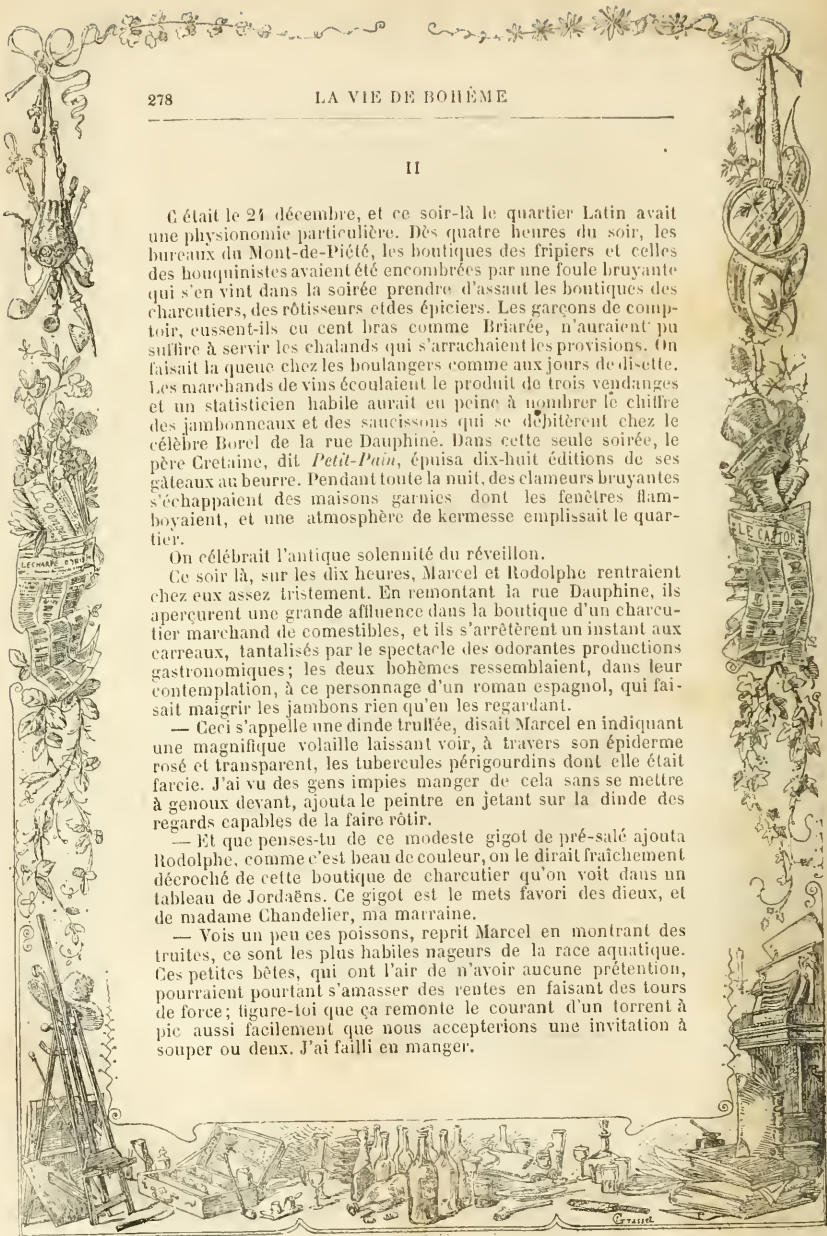 278 LA VIE DE BOHÈME
II
C'était le 24 décembre, et ce soir-là le quartier Latin avait
une physionomie particulière. Dès quatre heures du soir, les
bureaux du Mont-de-Piété, les boutiques des fripiers et celles
des bouquinistes avaient été encombrées par une foule bruyante
qui s'en vint dans la soirée prendre d'assaut les boutiques des
charcutiers, des rôtisseurs et des épiciers. Les garçons de comp-
toir, eussent-ils eu cent bras comme Briarée, n'auraient pu
suffire à servir les chalands qui s'arrachaient les provisions. On
faisait la queue chez les boulangers comme aux jours de disette.
Les marchands de vins écoulaient le produit de trois vendanges
et un statisticien habile aurait eu peine à nombrer le chiffre
des jambonneaux et des saucissons qui se débitèrent chez le
célèbre Borel de la rue Dauphine. Dans cette seule soirée, le
père Cretaine, dit Petit-Pain, épuisa dix-huit éditions de ses
gâteaux au beurre. Pendant toute la nuit, des clameurs bruyantes
s'échappaient des maisons garnies dont les fenêtres flam-
boyaient, et une atmosphère de kermesse emplissait le quar-
tier.
On célébrait l'antique solennité du réveillon.
Ce soir là, sur les dix heures, Marcel et Rodolphe rentraient
chez eux assez tristement. En remontant la rue Dauphine, ils
aperçurent une grande affluence dans la boutique d'un charcu-
tier marchand de comestibles, et ils s'arrêtèrent un instant aux
carreaux, tantalisés par le spectacle des odorantes productions
gastronomiques; les deux bohèmes ressemblaient, dans leur
contemplation, à ce personnage d'un roman espagnol, qui fai-
sait maigrir les jambons rien qu'en les regardant.
— Ceci s'appelle une dinde truffée, disait Marcel en indiquant
une magnifique volaille laissant voir, à travers son épiderme
rosé et transparent, les tubercules périgourdins dont elle était
farcie. J'ai vu des gens impies manger de cela sans se mettre
à genoux devant, ajouta le peintre en jetant sur la dinde des
regards capables de la faire rôtir.
— Et que penses-tu de ce modeste gigot de pré-salé ajouta
Rodolphe, comme c'est beau de couleur, on le dirait fraîchement
décroché de cette boutique de charcutier qu'on voit dans un
tableau de Jordaëns. Ce gigot est le mets favori des dieux, et
de madame Chandelier, ma marraine.
— Vois un peu ces poissons, reprit Marcel en montrant des
truites, ce sont les plus habiles nageurs de la race aquatique.
Ces petites bêtes, qui ont l'air de n'avoir aucune prétention,
pourraient pourtant s'amasser des rentes en faisant des tours
de force; figure-toi que ça remonte le courant d'un torrent à
pic aussi facilement que nous accepterions une invitation à
souper ou deux. J'ai failli en manger.
LECHARPE D'IRIS
LE CASTOR
Grasset